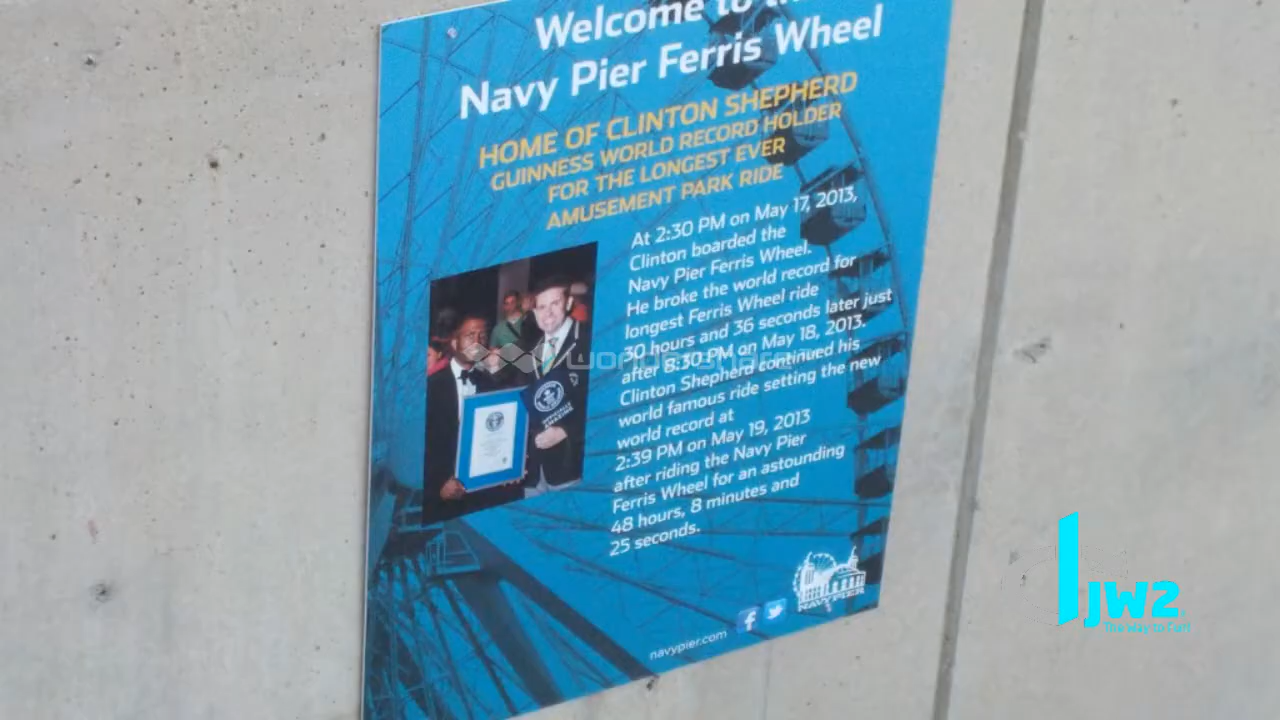 Welcome to
Navy Pier Ferris Wheel
HOME OF CLINTON SHEPHERD
GUINNESS WORLD RECORD HOLDER
FOR THE LONGEST EVER
AMUSEMENT PARK RIDE
At 2:30 PM on May 17, 2013,
Clinton boarded the
Navy Pier Ferris Wheel.
He broke the world record for
longest Ferris Wheel ride
30 hours and 36 seconds later just
after 8:30 PM on May 18, 2013.
Clinton Shepherd continued his
world famous ride setting the new
world record at
2:39 PM on May 19, 2013
after riding the Navy Pier
Ferris Wheel for an astounding
48 hours, 8 minutes and
25 seconds.
NAVY PIER
navypier.com
wondershare
JW2
The Way to Fun!